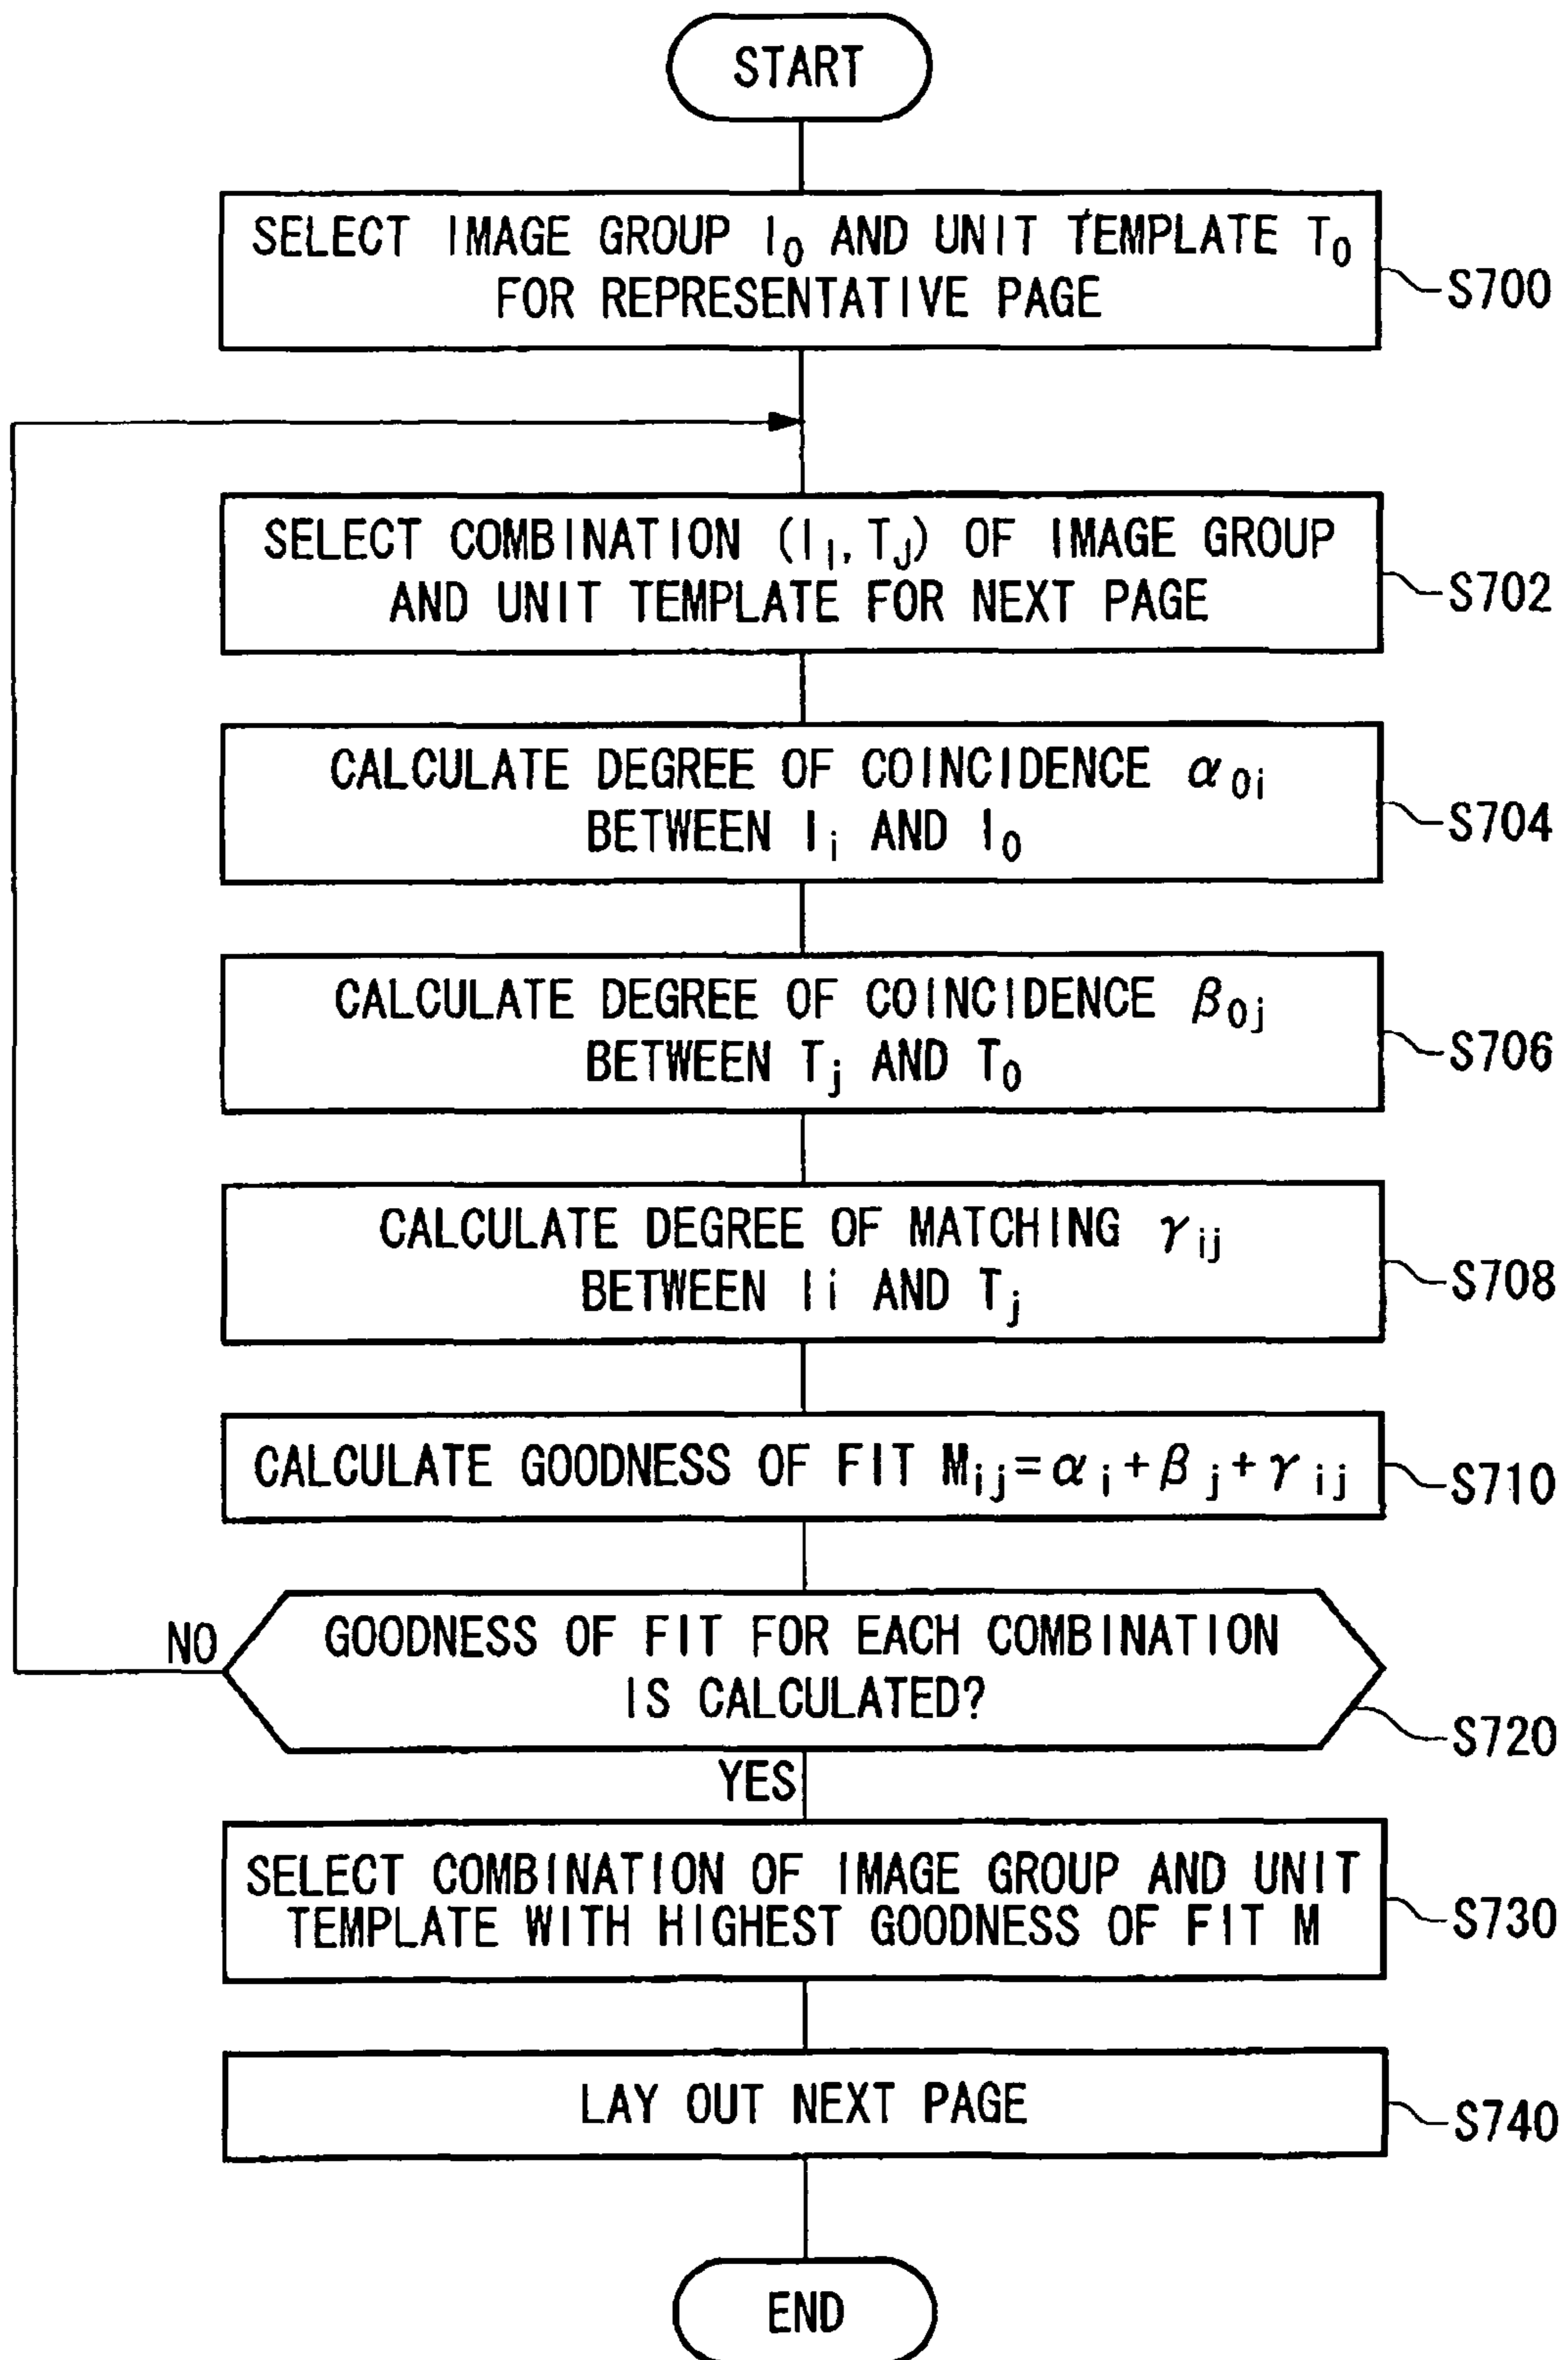 START
SELECT IMAGE GROUP I0 AND UNIT TEMPLATE T0
FOR REPRESENTATIVE PAGE
S700
SELECT COMBINATION (Ii, Tj) OF IMAGE GROUP
AND UNIT TEMPLATE FOR NEXT PAGE
S702
CALCULATE DEGREE OF COINCIDENCE α0i
BETWEEN Ii AND I0
S704
CALCULATE DEGREE OF COINCIDENCE β0j
BETWEEN Tj AND T0
S706
CALCULATE DEGREE OF MATCHING γij
BETWEEN Ii AND Tj
S708
CALCULATE GOODNESS OF FIT Mij=αi+βj+γij
S710
NO
GOODNESS OF FIT FOR EACH COMBINATION
IS CALCULATED?
S720
YES
SELECT COMBINATION OF IMAGE GROUP AND UNIT
TEMPLATE WITH HIGHEST GOODNESS OF FIT M
S730
LAY OUT NEXT PAGE
S740
END